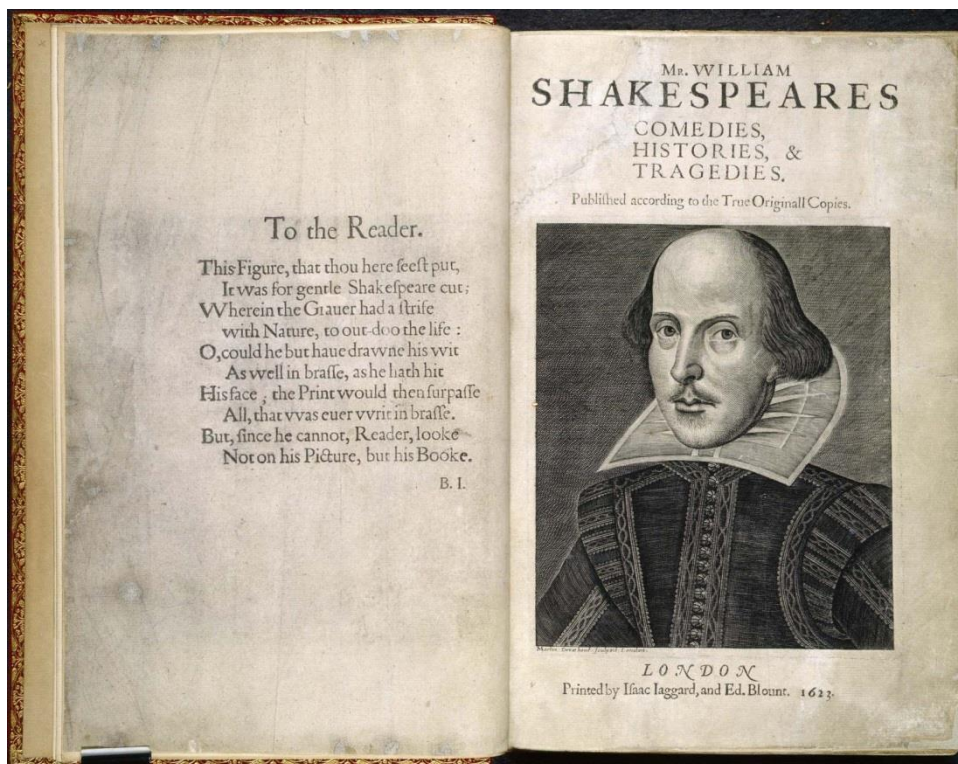 To the Reader.
This Figure, that thou here ſeeſt put,
It was for gentle Shakeſpeare cut;
Wherein the Grauer had a ſtrife
with Nature, to out-doo the life :
O, could he but haue drawne his wit
As well in braſſe, as he hath hit
His face ; the Print would then ſurpaſſe
All, that vvas euer vvrit in braſſe.
But, ſince he cannot, Reader, looke
Not on his Picture, but his Booke.
B. I.
Mr. WILLIAM
SHAKESPEARES
COMEDIES,
HISTORIES, &
TRAGEDIES.
Publiſhed according to the True Originall Copies.
Martin Droeshout sculpsit London.
LONDON
Printed by Iſaac Iaggard, and Ed. Blount. 1623.